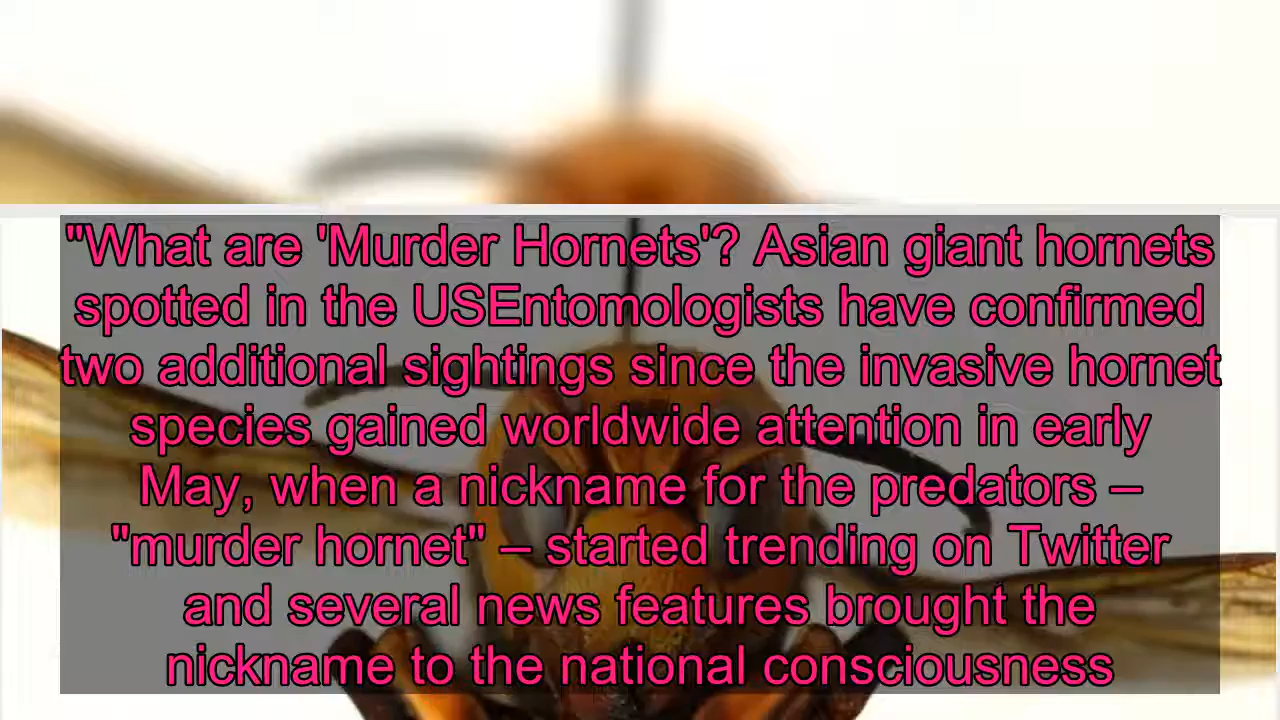 "What are 'Murder Hornets'? Asian giant hornets
spotted in the USEntomologists have confirmed
two additional sightings since the invasive hornet
species gained worldwide attention in early
May, when a nickname for the predators –
"murder hornet" – started trending on Twitter
and several news features brought the
nickname to the national consciousness